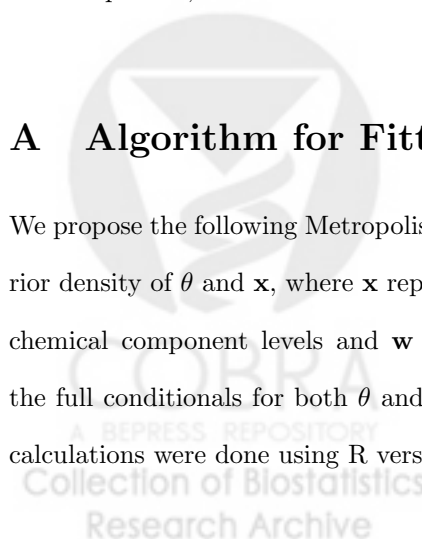 A Algorithm for Fitt
We propose the following Metropolis
rior density of θ and x, where x rep
chemical component levels and w
the full conditionals for both θ and
COBRA
A BEPRESS REPOSITORY
calculations were done using R vers
Collection of Biostatistics
Research Archive